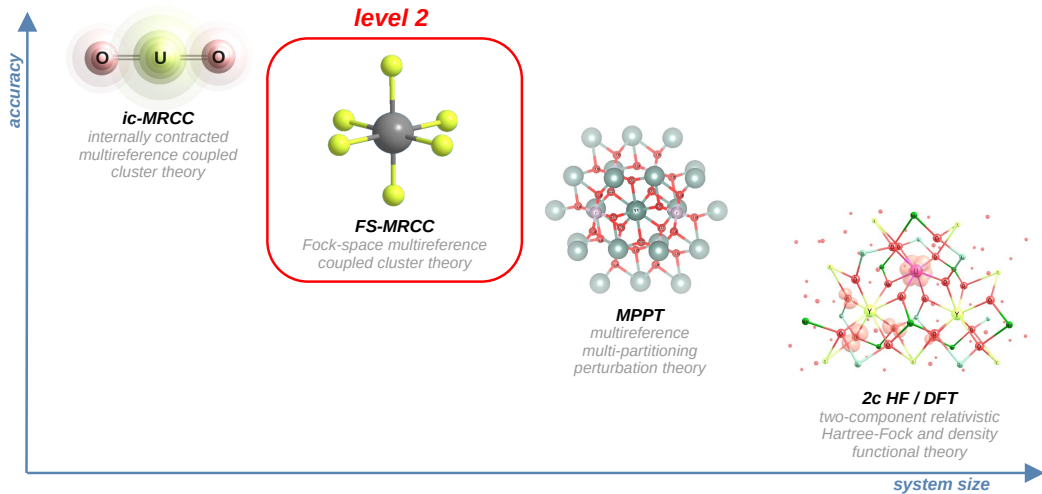 level 2
accuracy
O U O
ic-MRCC
internally contracted
multireference coupled
cluster theory
FS-MRCC
Fock-space multireference
coupled cluster theory
MPPT
multireference
multi-partitioning
perturbation theory
U
Y Y
2c HF / DFT
two-component relativistic
Hartree-Fock and density
functional theory
system size